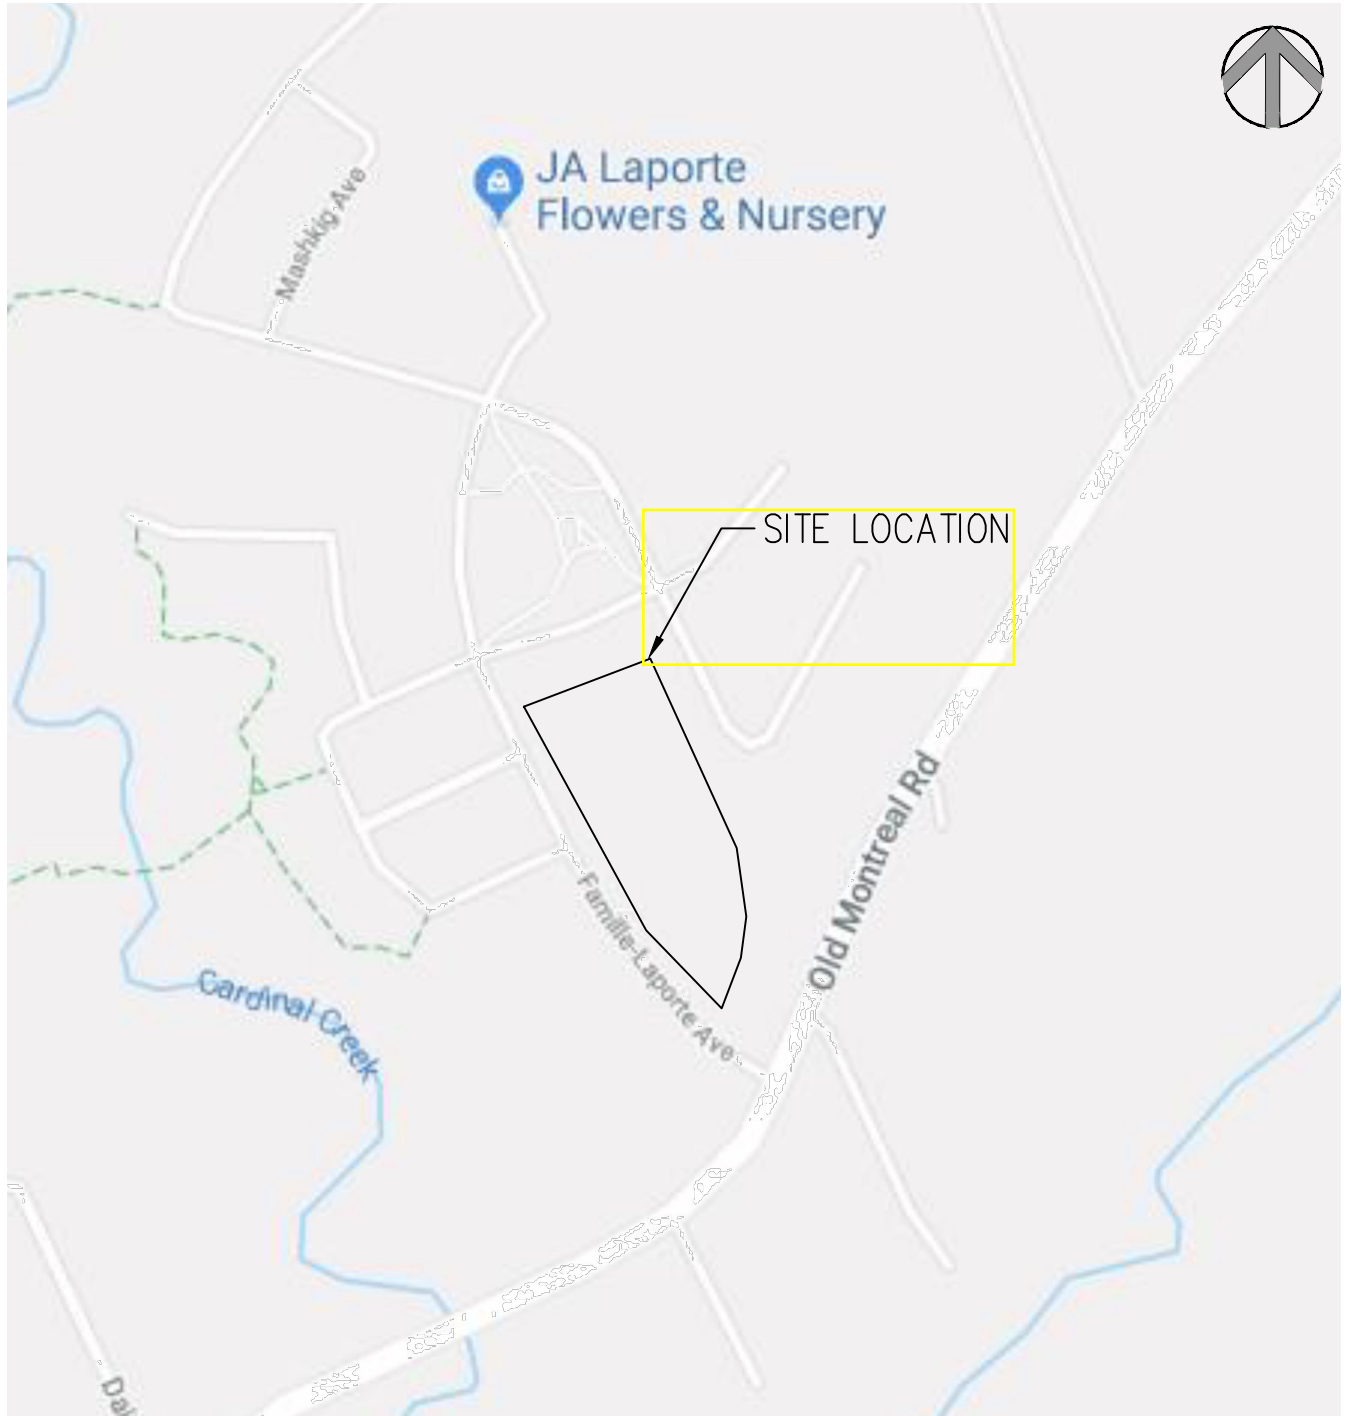 JA Laporte
Flowers & Nursery
Mashkig Ave
SITE LOCATION
Old Montreal Rd
Famille-Laporte Ave
Cardinal Creek